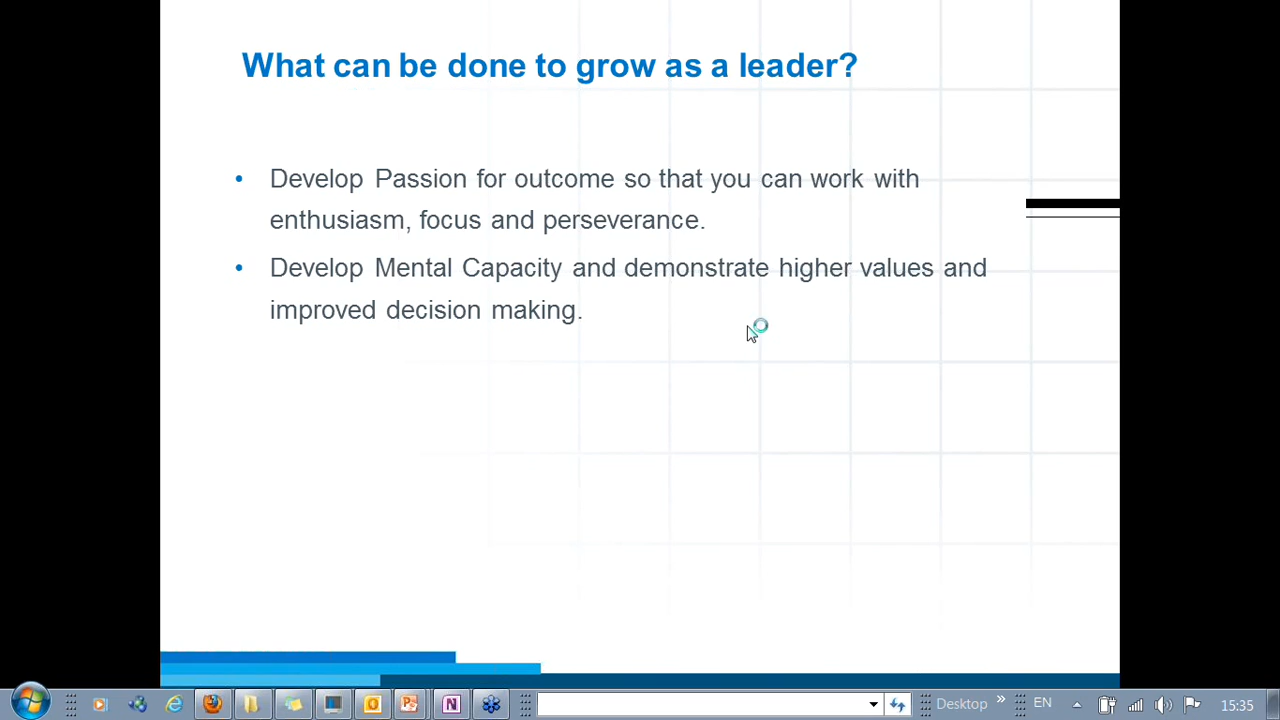 What can be done to grow as a leader?
• Develop Passion for outcome so that you can work with
enthusiasm, focus and perseverance.
• Develop Mental Capacity and demonstrate higher values and
improved decision making.
Desktop » EN 15:35